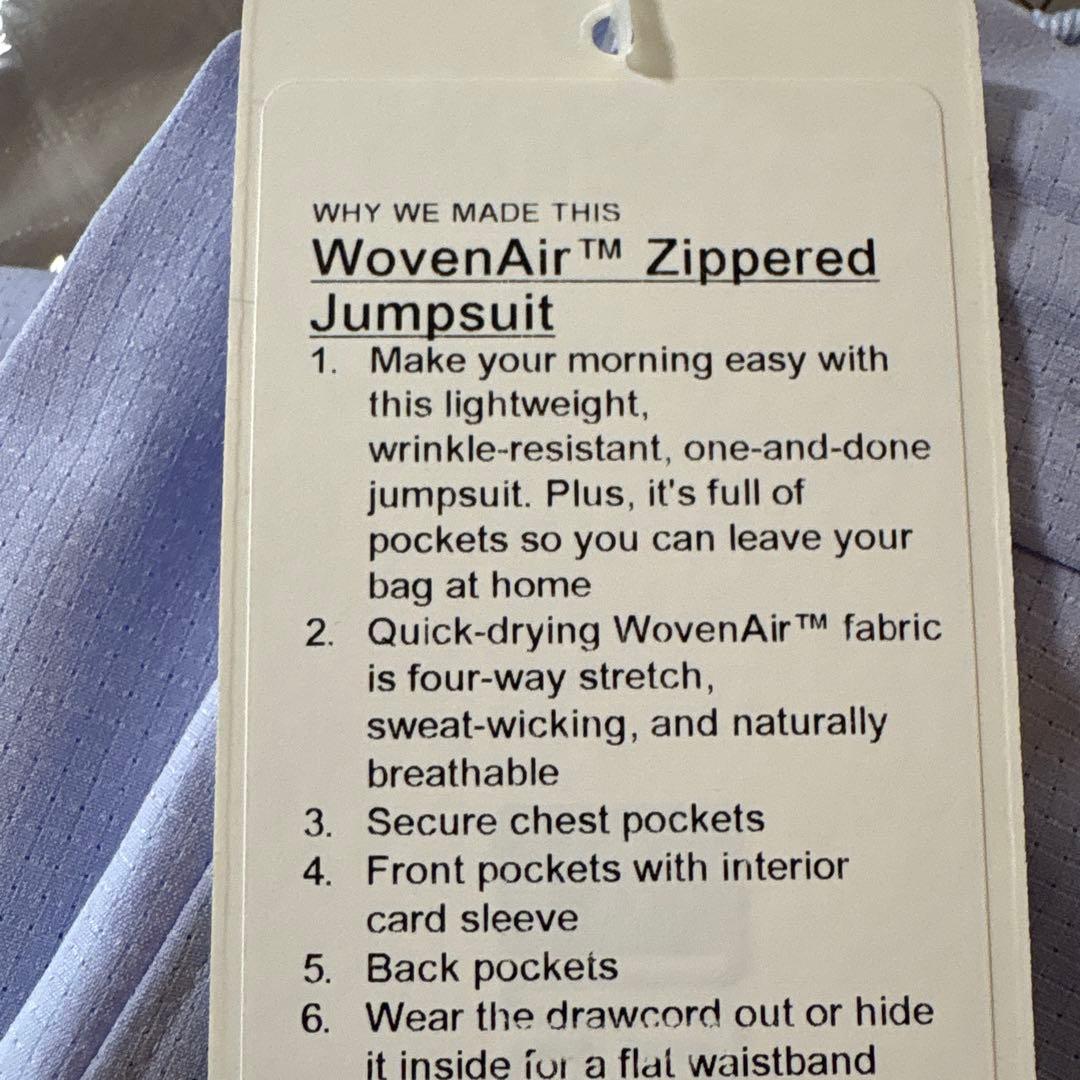 WHY WE MADE THIS
WovenAir™ Zippered
Jumpsuit
1. Make your morning easy with
this lightweight,
wrinkle-resistant, one-and-done
jumpsuit. Plus, it's full of
pockets so you can leave your
bag at home
2. Quick-drying WovenAir™ fabric
is four-way stretch,
sweat-wicking, and naturally
breathable
3. Secure chest pockets
4. Front pockets with interior
card sleeve
5. Back pockets
6. Wear the drawcord out or hide
it inside for a flat waistband